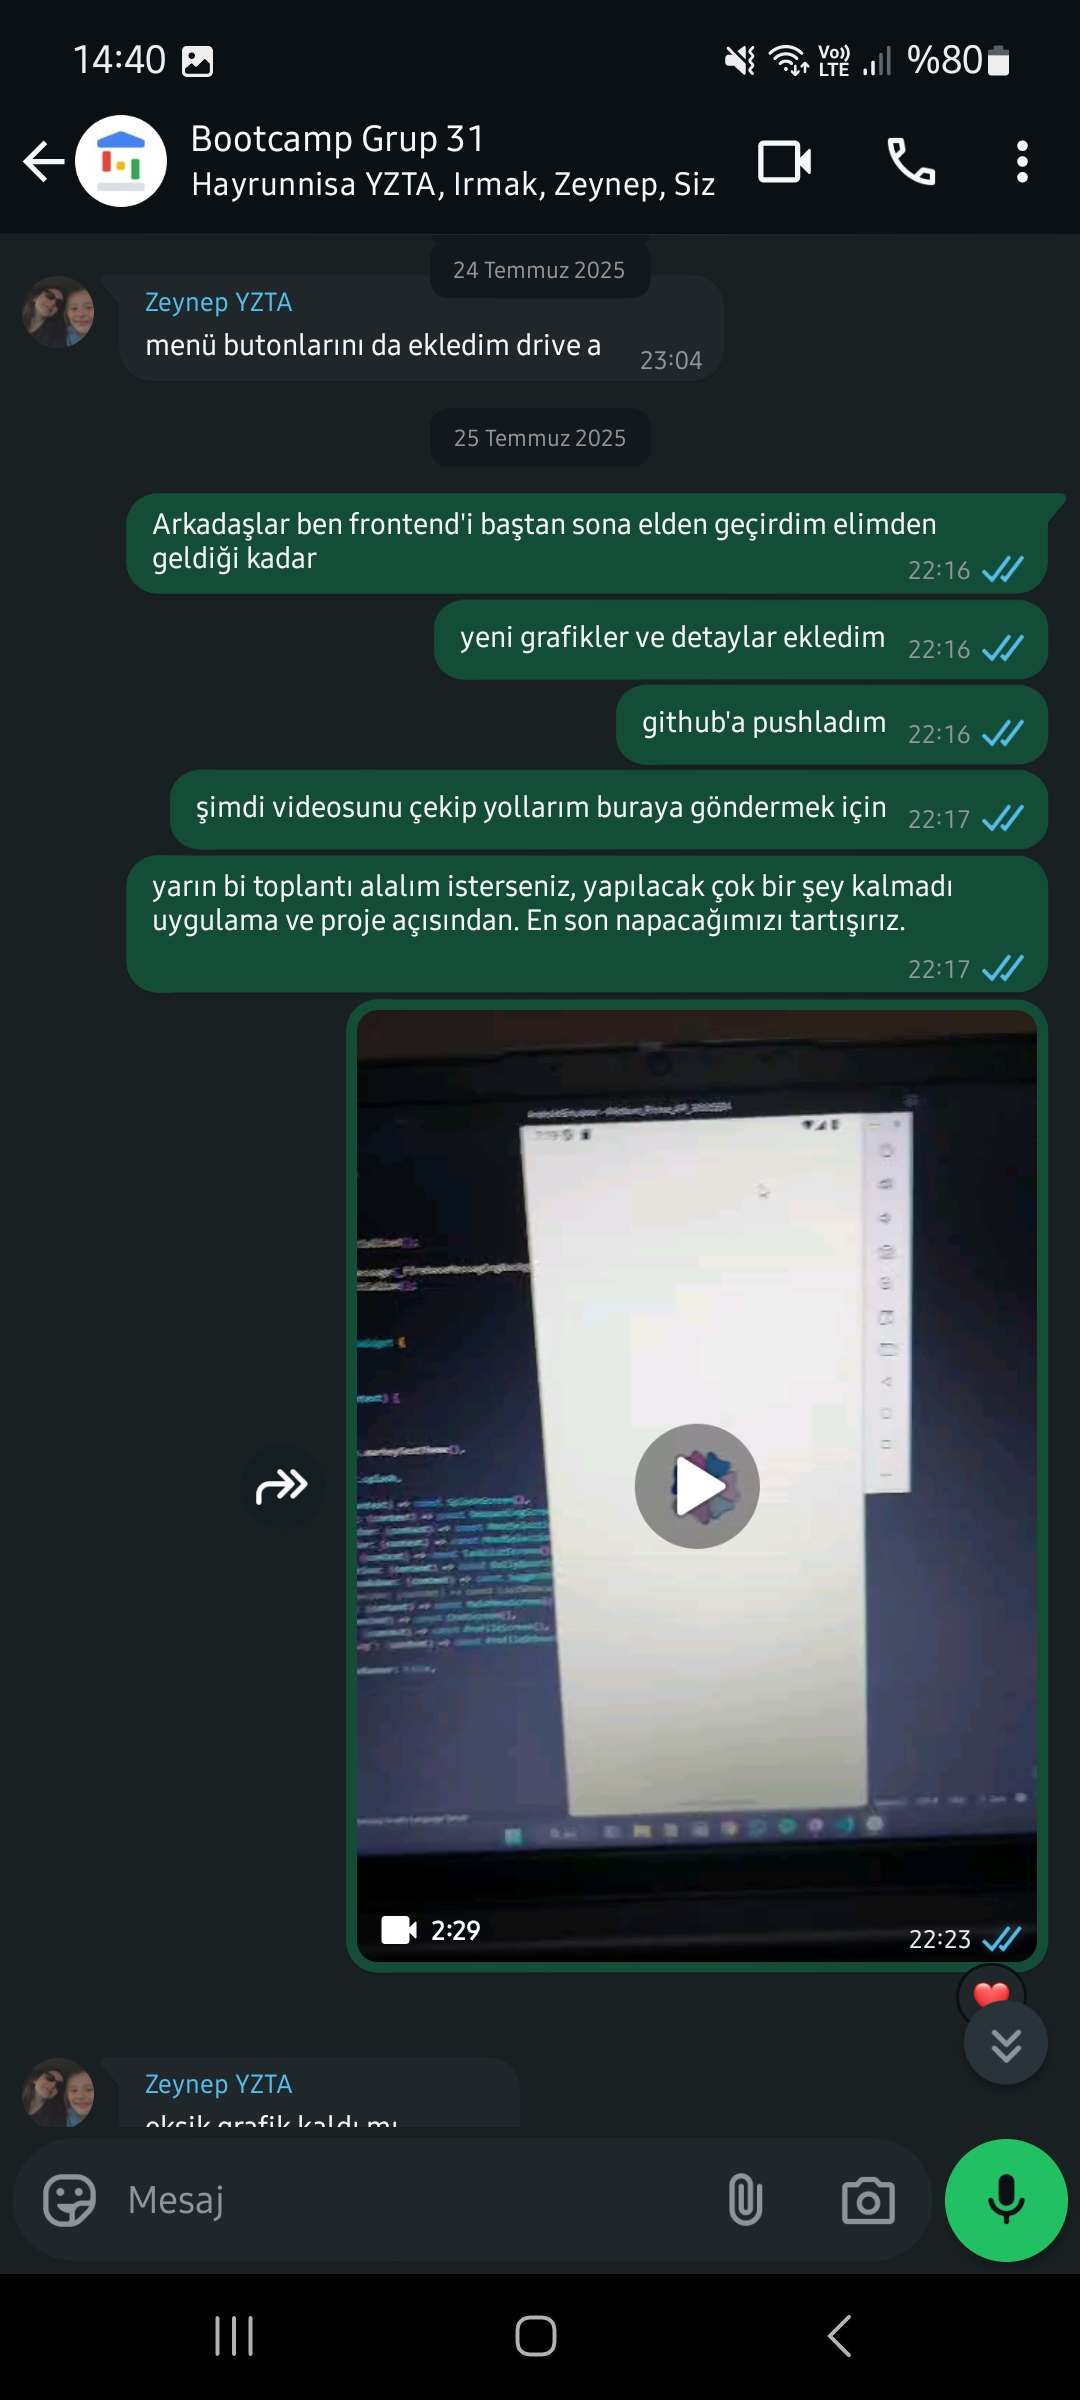 14:40
Vo)) LTE
%80
Bootcamp Grup 31
Hayrunnisa YZTA, Irmak, Zeynep, Siz
24 Temmuz 2025
Zeynep YZTA
menü butonlarını da ekledim drive a
23:04
25 Temmuz 2025
Arkadaşlar ben frontend'i baştan sona elden geçirdim elimden
geldiği kadar
22:16
yeni grafikler ve detaylar ekledim
22:16
github'a pushladım
22:16
şimdi videosunu çekip yollarım buraya göndermek için
22:17
yarın bi toplantı alalım isterseniz, yapılacak çok bir şey kalmadı
uygulama ve proje açısından. En son napacağımızı tartışırız.
22:17
2:29
22:23
Zeynep YZTA
eksik grafik kaldı mı
Mesaj